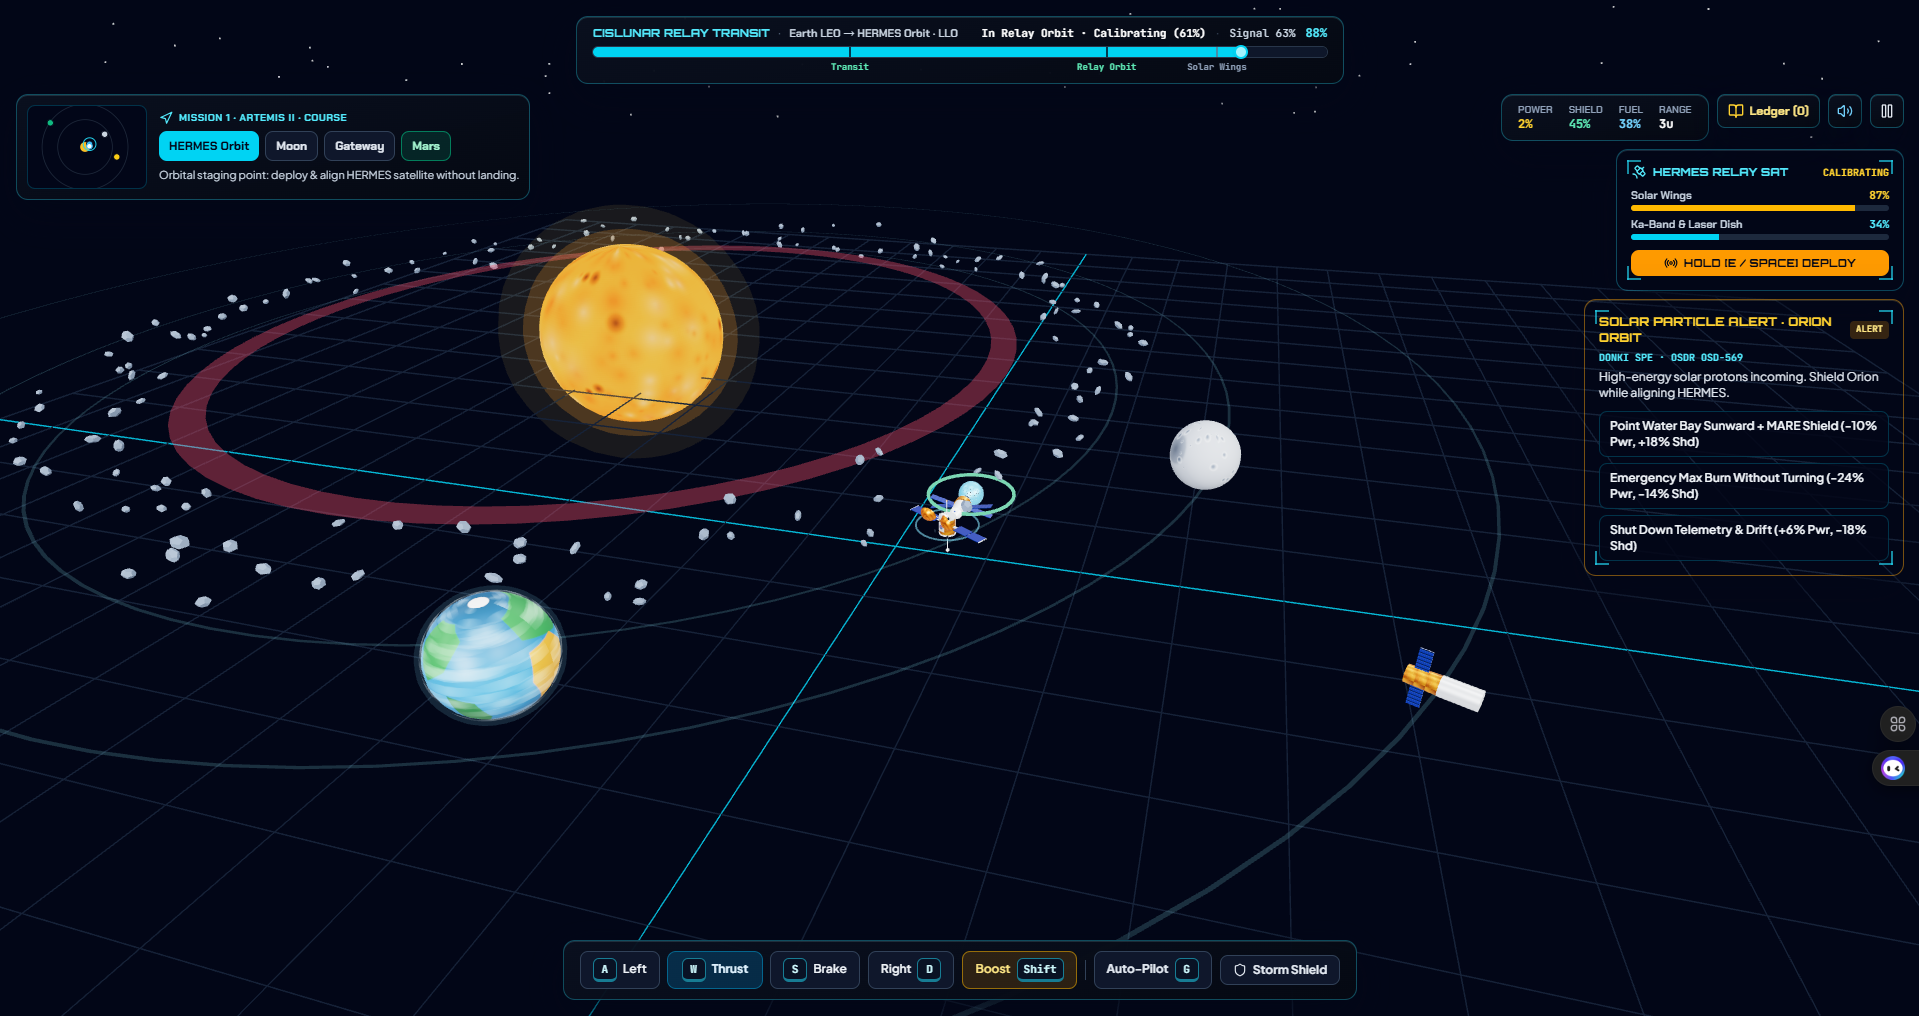 CISLUNAR RELAY TRANSIT · Earth LEO → HERMES Orbit · LLO In Relay Orbit · Calibrating (61%) · Signal 63% 88%
Transit Relay Orbit Solar Wings
MISSION 1 · ARTEMIS II · COURSE
HERMES Orbit Moon Gateway Mars
Orbital staging point: deploy & align HERMES satellite without landing.
POWER SHIELD FUEL RANGE
2% 45% 38% 3u
Ledger (0)
HERMES RELAY SAT CALIBRATING
Solar Wings 87%
Ka-Band & Laser Dish 34%
HOLD [E / SPACE] DEPLOY
SOLAR PARTICLE ALERT · ORION
ORBIT
ALERT
DONKI SPE · OSDR OSD-569
High-energy solar protons incoming. Shield Orion
while aligning HERMES.
Point Water Bay Sunward + MARE Shield (-10%
Pwr, +18% Shd)
Emergency Max Burn Without Turning (-24%
Pwr, -14% Shd)
Shut Down Telemetry & Drift (+6% Pwr, -18%
Shd)
A Left W Thrust S Brake Right D Boost Shift Auto-Pilot G Storm Shield